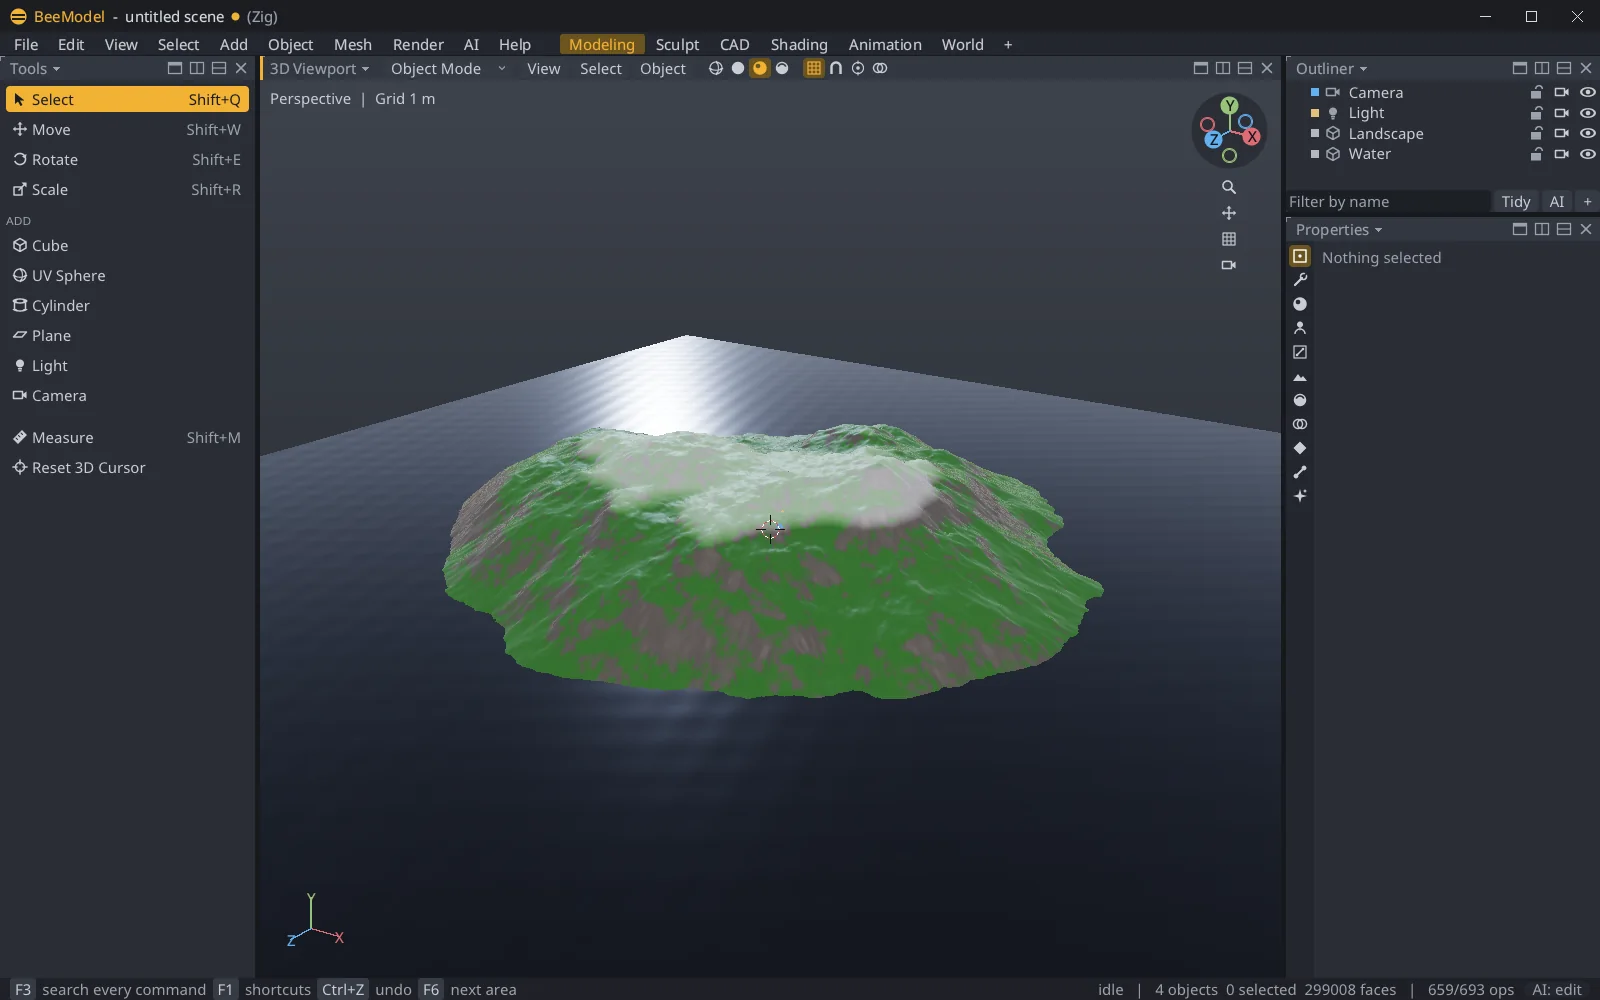 BeeModel - untitled scene ● (Zig)
File Edit View Select Add Object Mesh Render AI Help Modeling Sculpt CAD Shading Animation World +
Tools
3D Viewport Object Mode View Select Object
Outliner
Select Shift+Q
Move Shift+W
Rotate Shift+E
Scale Shift+R
ADD
Cube
UV Sphere
Cylinder
Plane
Light
Camera
Measure Shift+M
Reset 3D Cursor
Perspective | Grid 1 m
Y
Z X
Y
Z X
Camera
Light
Landscape
Water
Filter by name Tidy AI +
Properties
Nothing selected
F3 search every command F1 shortcuts Ctrl+Z undo F6 next area idle | 4 objects 0 selected 299008 faces | 659/693 ops AI: edit